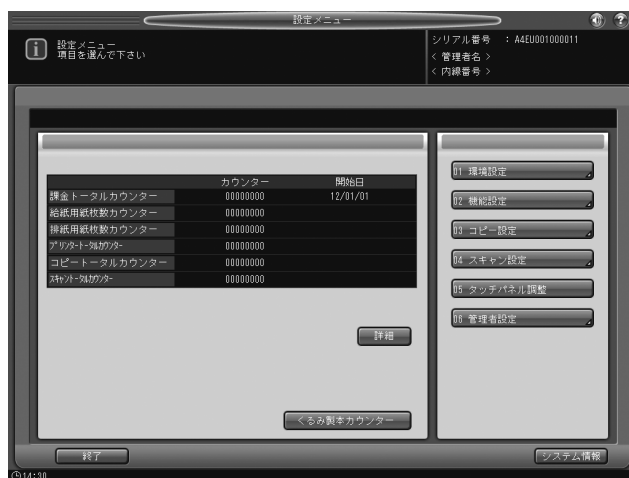 設定メニュー
設定メニュー
項目を選んで下さい
シリアル番号 : A4EU001000011
< 管理者名 >
< 内線番号 >
カウンター 開始日
課金トータルカウンター 00000000 12/01/01
給紙用紙枚数カウンター 00000000
排紙用紙枚数カウンター 00000000
プリンタートータルカウンター 00000000
コピートータルカウンター 00000000
スキャントータルカウンター 00000000
詳細
くるみ製本カウンター
01 環境設定
02 機能設定
03 コピー設定
04 スキャン設定
05 タッチパネル調整
06 管理者設定
終了
システム情報
14:30